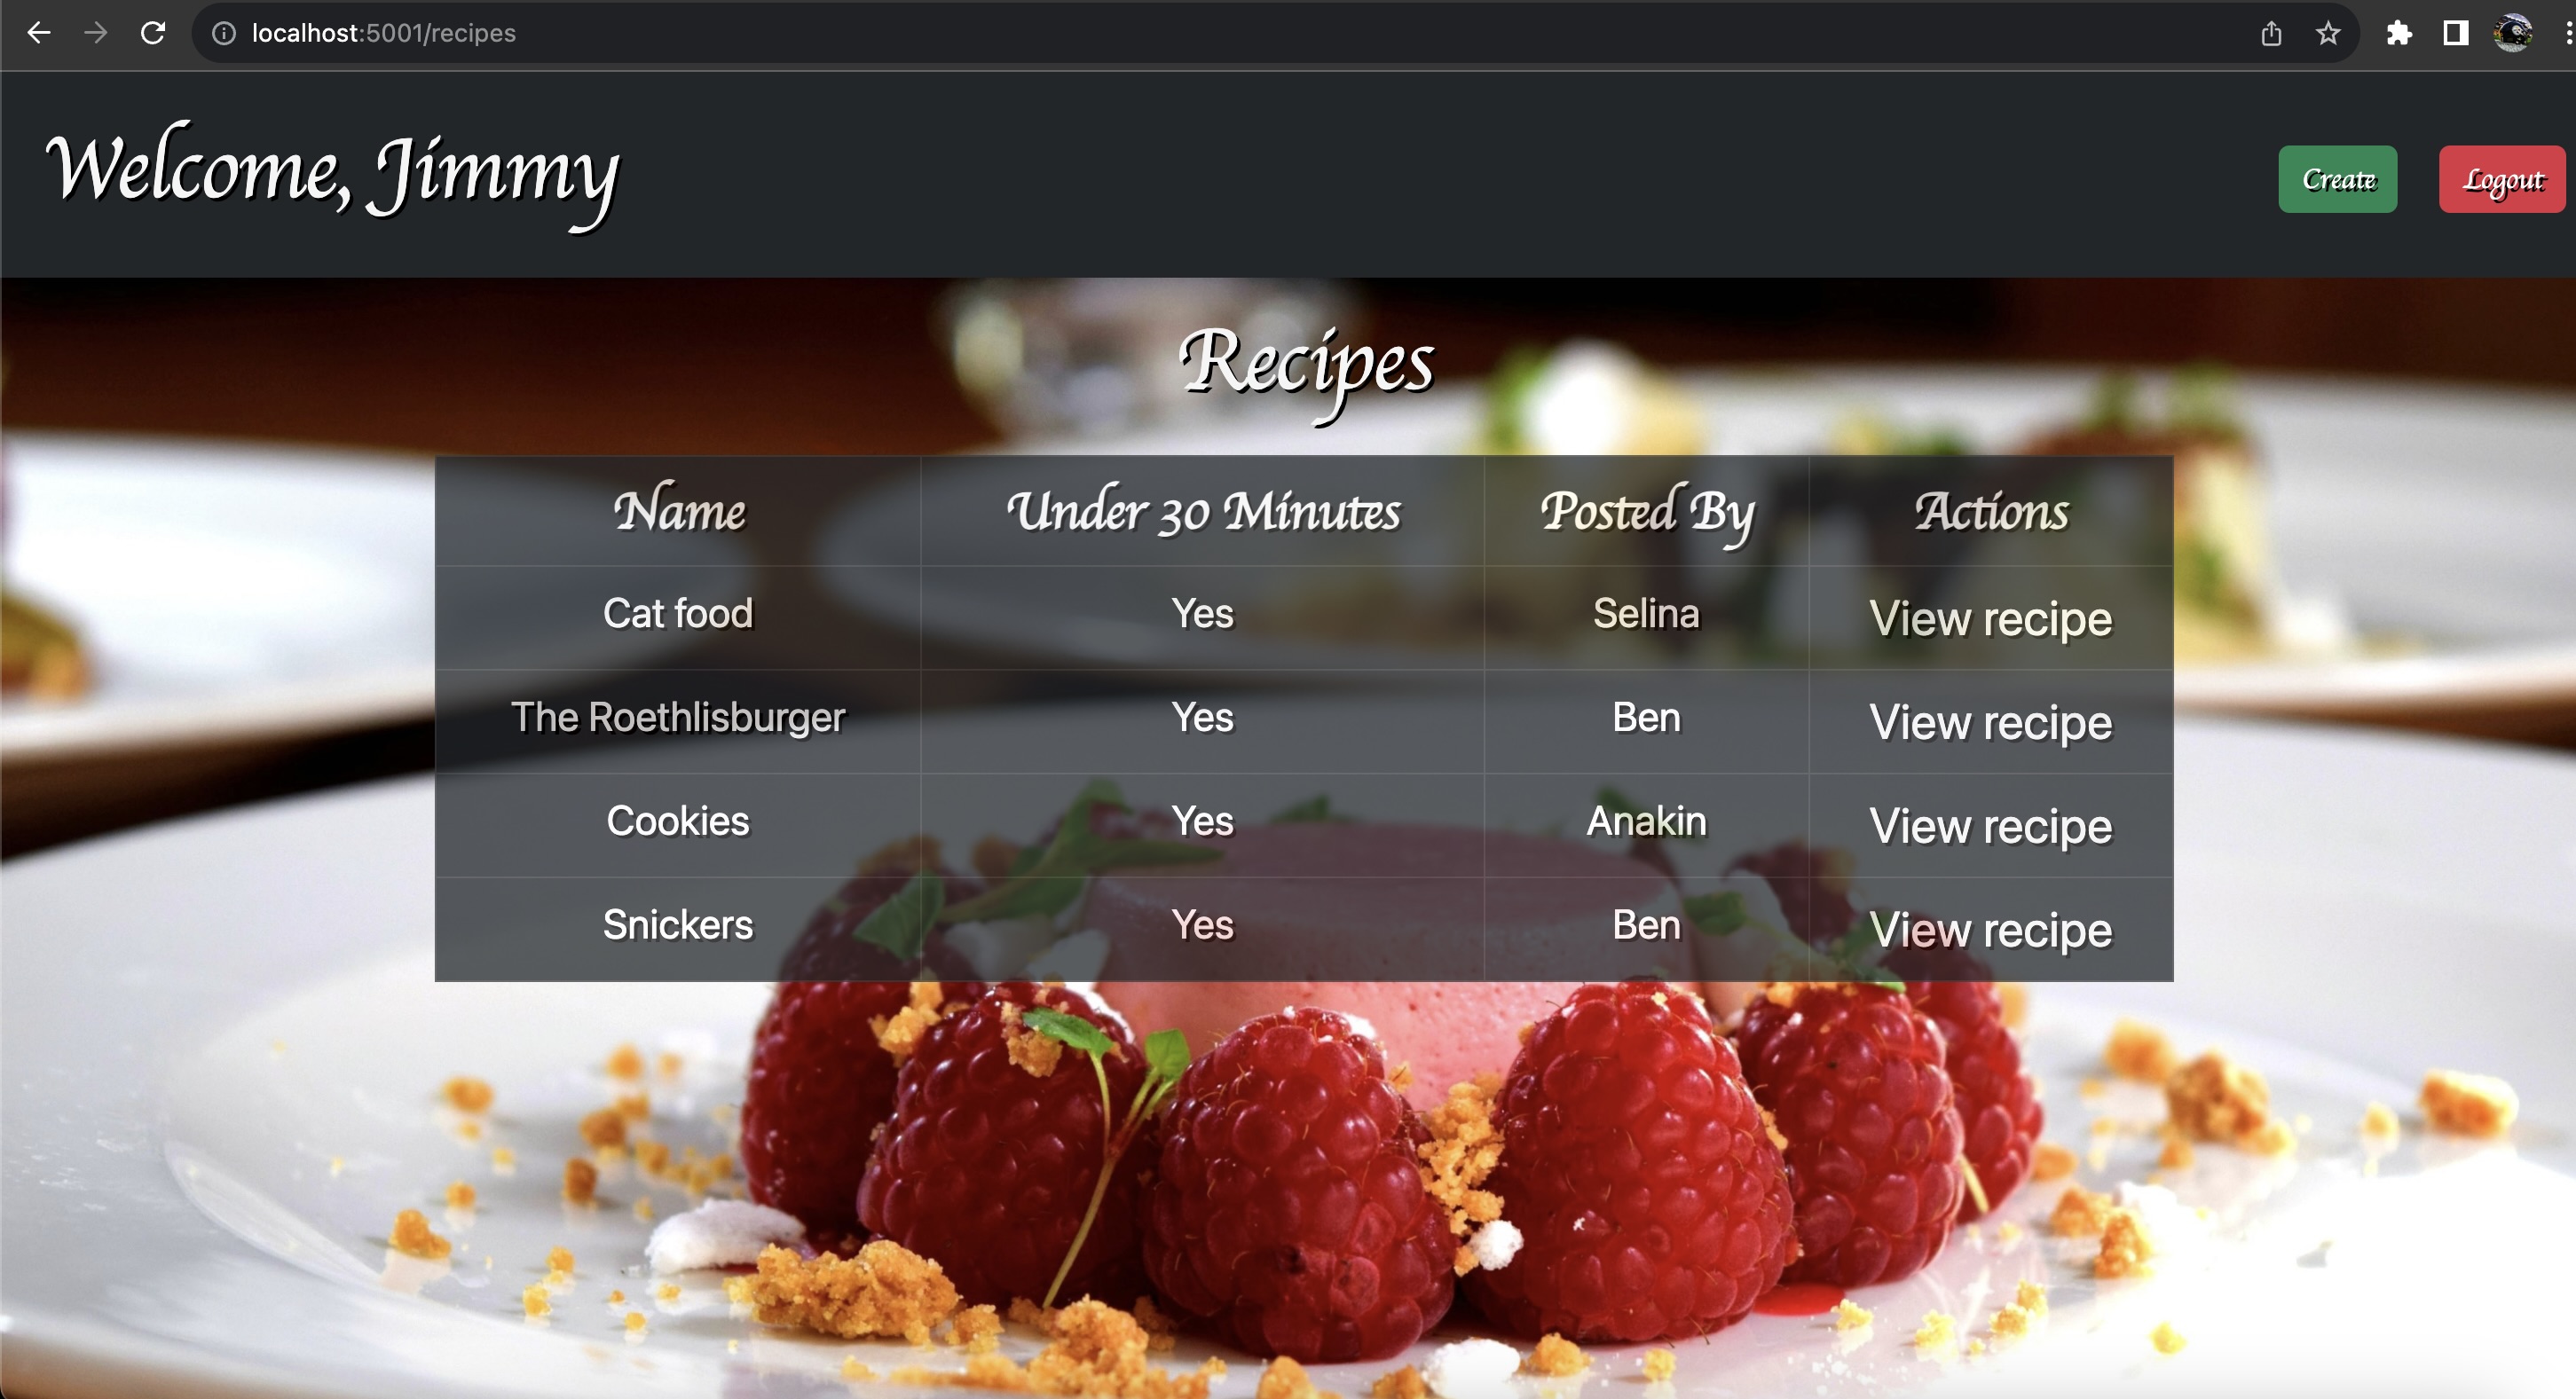 localhost:5001/recipes
Welcome, Jimmy
Create
Logout
Recipes
Name Under 30 Minutes Posted By Actions
Cat food Yes Selina View recipe
The Roethlisburger Yes Ben View recipe
Cookies Yes Anakin View recipe
Snickers Yes Ben View recipe